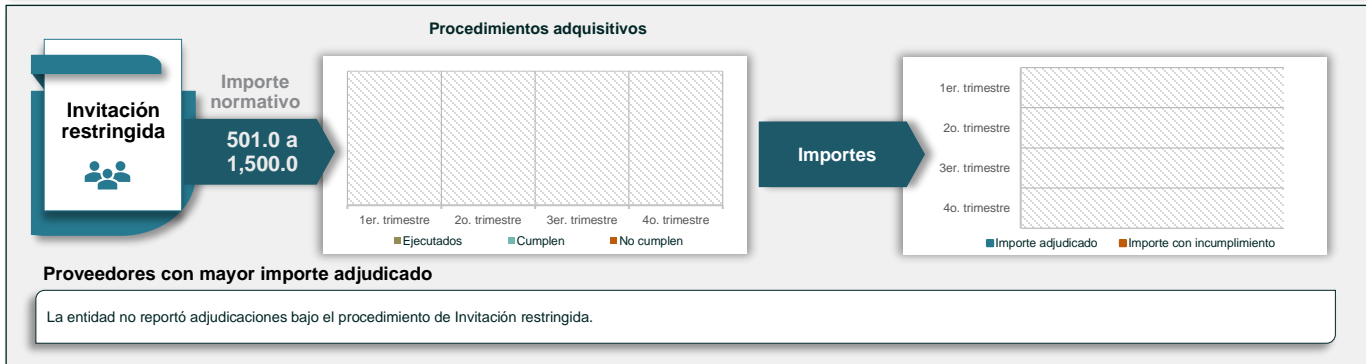 Procedimientos adquisitivos
Invitación
restringida
Importe
normativo
501.0 a
1,500.0
1er. trimestre
2o. trimestre
3er. trimestre
4o. trimestre
Ejecutados
Cumplen
No cumplen
Importes
1er. trimestre
2o. trimestre
3er. trimestre
4o. trimestre
Importe adjudicado
Importe con incumplimiento
Proveedores con mayor importe adjudicado
La entidad no reportó adjudicaciones bajo el procedimiento de Invitación restringida.